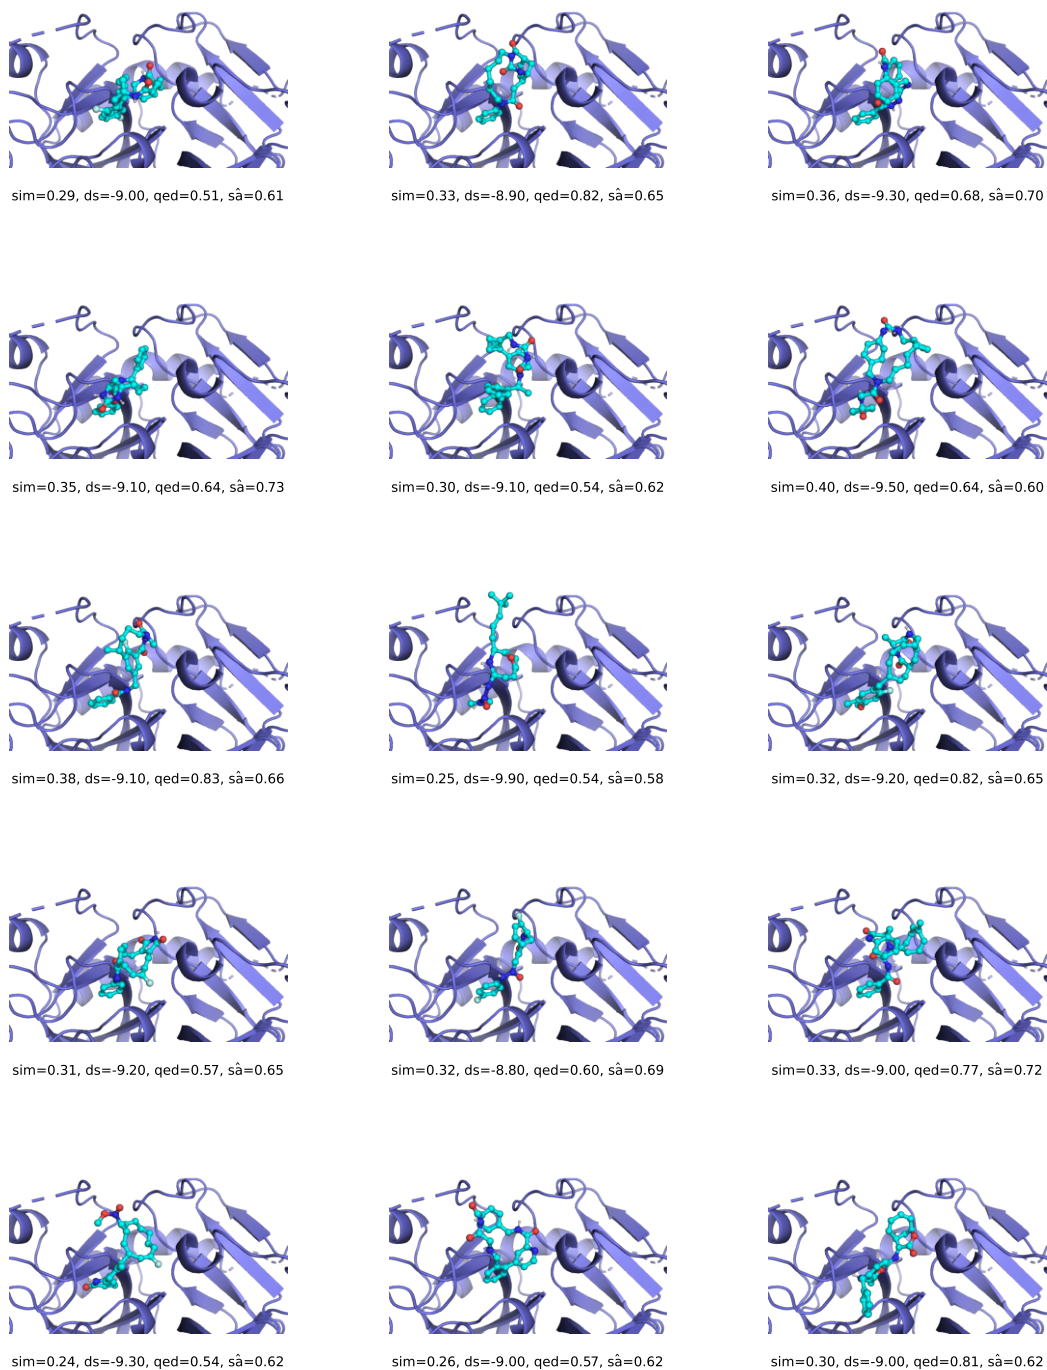 sim=0.29, ds=-9.00, qed=0.51, sâ=0.61
sim=0.33, ds=-8.90, qed=0.82, sâ=0.65
sim=0.36, ds=-9.30, qed=0.68, sâ=0.70
sim=0.35, ds=-9.10, qed=0.64, sâ=0.73
sim=0.30, ds=-9.10, qed=0.54, sâ=0.62
sim=0.40, ds=-9.50, qed=0.64, sâ=0.60
sim=0.38, ds=-9.10, qed=0.83, sâ=0.66
sim=0.25, ds=-9.90, qed=0.54, sâ=0.58
sim=0.32, ds=-9.20, qed=0.82, sâ=0.65
sim=0.31, ds=-9.20, qed=0.57, sâ=0.65
sim=0.32, ds=-8.80, qed=0.60, sâ=0.69
sim=0.33, ds=-9.00, qed=0.77, sâ=0.72
sim=0.24, ds=-9.30, qed=0.54, sâ=0.62
sim=0.26, ds=-9.00, qed=0.57, sâ=0.62
sim=0.30, ds=-9.00, qed=0.81, sâ=0.62